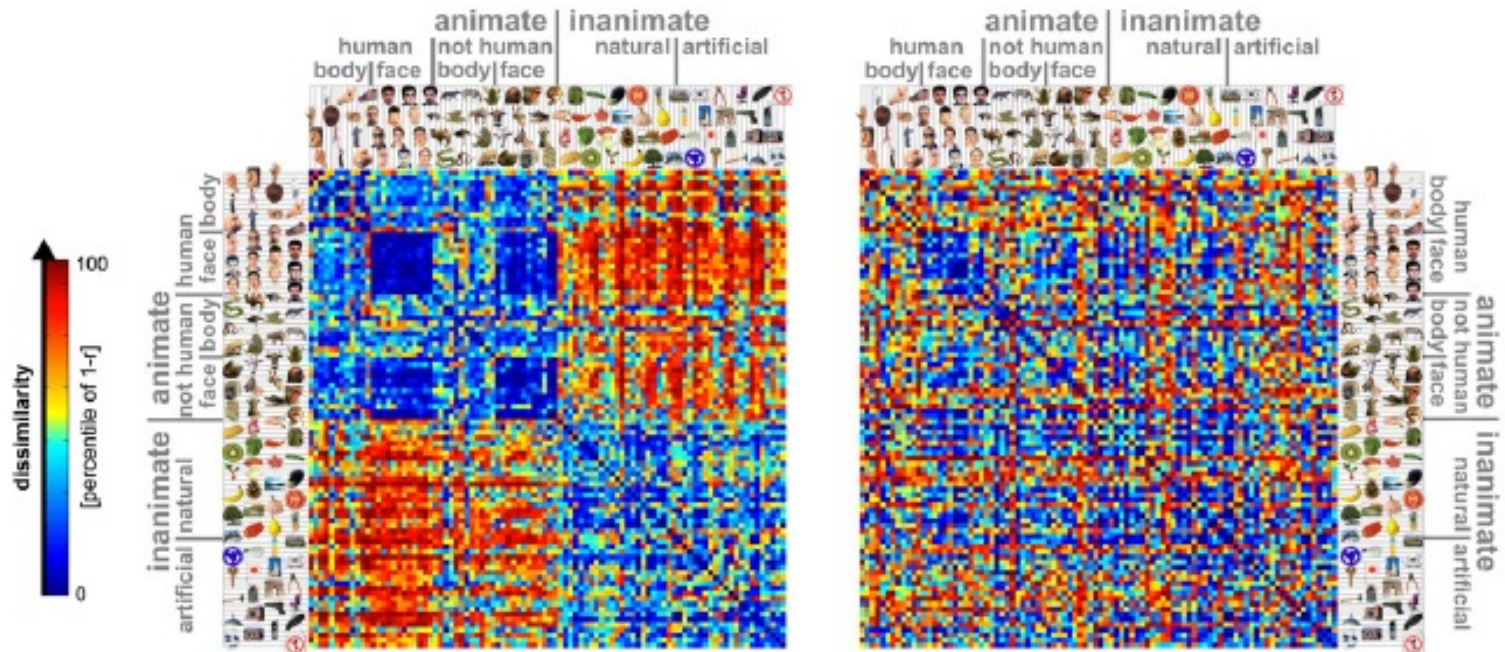 animate | inanimate
human | not human | natural | artificial
body | face | body | face
animate | inanimate
human | not human | natural | artificial
body | face | body | face
dissimilarity
[percentile of 1-r]
100
0
animate
human
body
face
not human
body
face
inanimate
natural
artificial
human
body
face
animate
not human
body
face
inanimate
natural
artificial